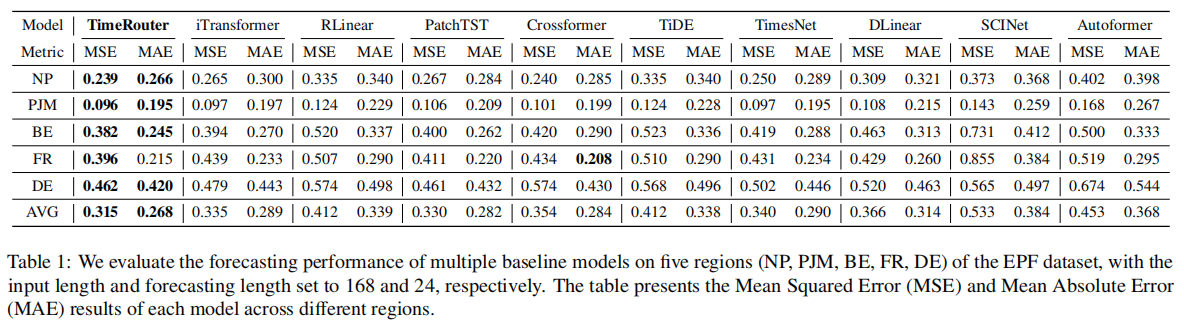 Model TimeRouter iTransformer RLinear PatchTST Crossformer TiDE TimesNet DLinear SCINet Autoformer
Metric MSE MAE MSE MAE MSE MAE MSE MAE MSE MAE MSE MAE MSE MAE MSE MAE MSE MAE MSE MAE
NP 0.239 0.266 0.265 0.300 0.335 0.340 0.267 0.284 0.240 0.285 0.335 0.340 0.250 0.289 0.309 0.321 0.373 0.368 0.402 0.398
PJM 0.096 0.195 0.097 0.197 0.124 0.229 0.106 0.209 0.101 0.199 0.124 0.228 0.097 0.195 0.108 0.215 0.143 0.259 0.168 0.267
BE 0.382 0.245 0.394 0.270 0.520 0.337 0.400 0.262 0.420 0.290 0.523 0.336 0.419 0.288 0.463 0.313 0.731 0.412 0.500 0.333
FR 0.396 0.215 0.439 0.233 0.507 0.290 0.411 0.220 0.434 0.208 0.510 0.290 0.431 0.234 0.429 0.260 0.855 0.384 0.519 0.295
DE 0.462 0.420 0.479 0.443 0.574 0.498 0.461 0.432 0.574 0.430 0.568 0.496 0.502 0.446 0.520 0.463 0.565 0.497 0.674 0.544
AVG 0.315 0.268 0.335 0.289 0.412 0.339 0.330 0.282 0.354 0.284 0.412 0.338 0.340 0.290 0.366 0.314 0.533 0.384 0.453 0.368
Table 1: We evaluate the forecasting performance of multiple baseline models on five regions (NP, PJM, BE, FR, DE) of the EPF dataset, with the
input length and forecasting length set to 168 and 24, respectively. The table presents the Mean Squared Error (MSE) and Mean Absolute Error
(MAE) results of each model across different regions.